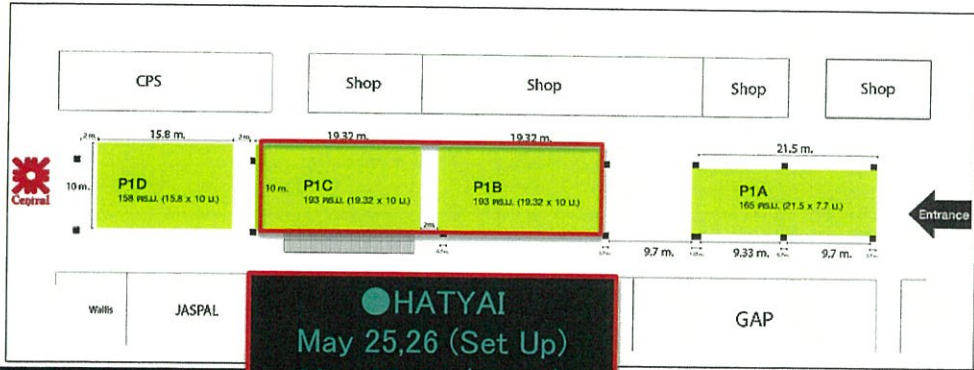 CPS
Shop
Shop
Shop
Shop
2m.
15.8 m.
2m.
19.32 m.
19.32 m.
21.5 m.
Central
10 m.
P1D
158 ตร.ม. (15.8 x 10 ม.)
10 m.
P1C
193 ตร.ม. (19.32 x 10 ม.)
P1B
193 ตร.ม. (19.32 x 10 ม.)
P1A
165 ตร.ม. (21.5 x 7.7 ม.)
Entrance
2m.
9.7 m.
9.33 m.
9.7 m.
Wallis
JASPAL
●HATYAI
May 25,26 (Set Up)
GAP